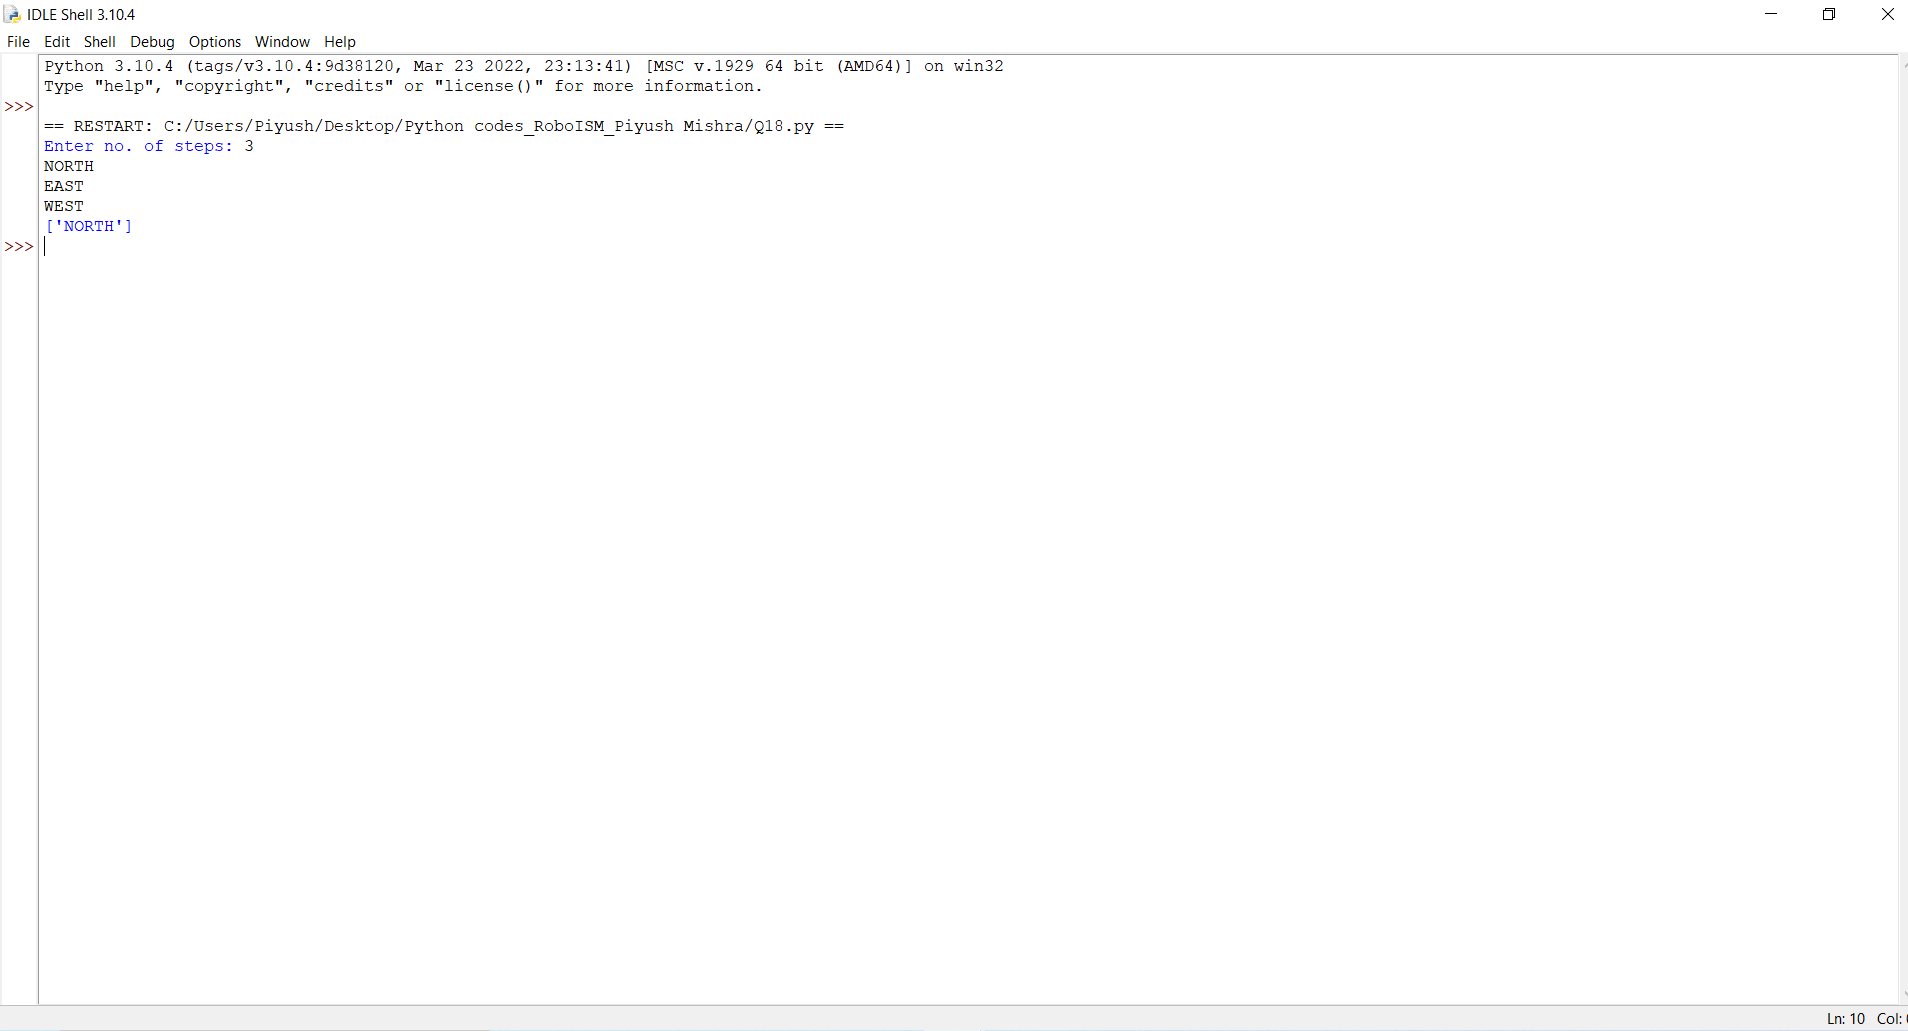 IDLE Shell 3.10.4
File Edit Shell Debug Options Window Help
Python 3.10.4 (tags/v3.10.4:9d38120, Mar 23 2022, 23:13:41) [MSC v.1929 64 bit (AMD64)] on win32
Type "help", "copyright", "credits" or "license()" for more information.
>>>
== RESTART: C:/Users/Piyush/Desktop/Python codes_RoboISM_Piyush Mishra/Q18.py ==
Enter no. of steps: 3
NORTH
EAST
WEST
['NORTH']
>>>
Ln: 10 Col: